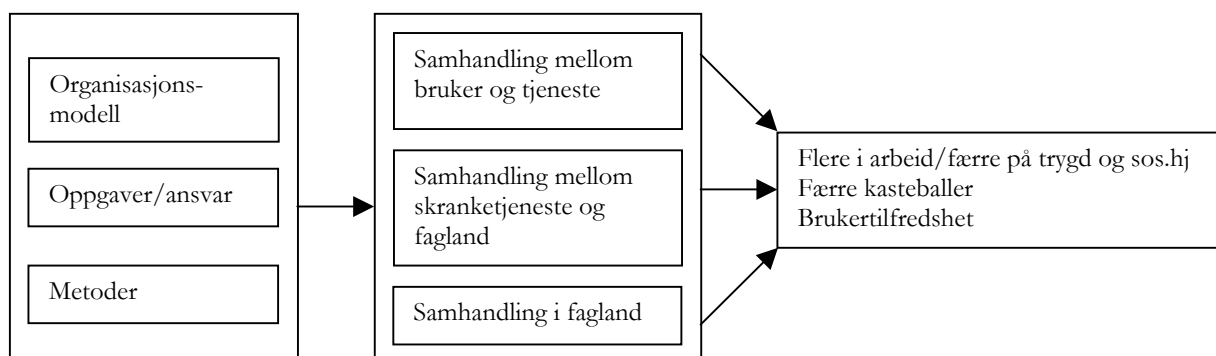 Organisasjons-
modell
Oppgaver/ansvar
Metoder
Samhandling mellom
bruker og tjeneste
Samhandling mellom
skranketjeneste og
fagland
Samhandling i fagland
Flere i arbeid/færre på trygd og sos.hj
Færre kasteballer
Brukertilfredshet